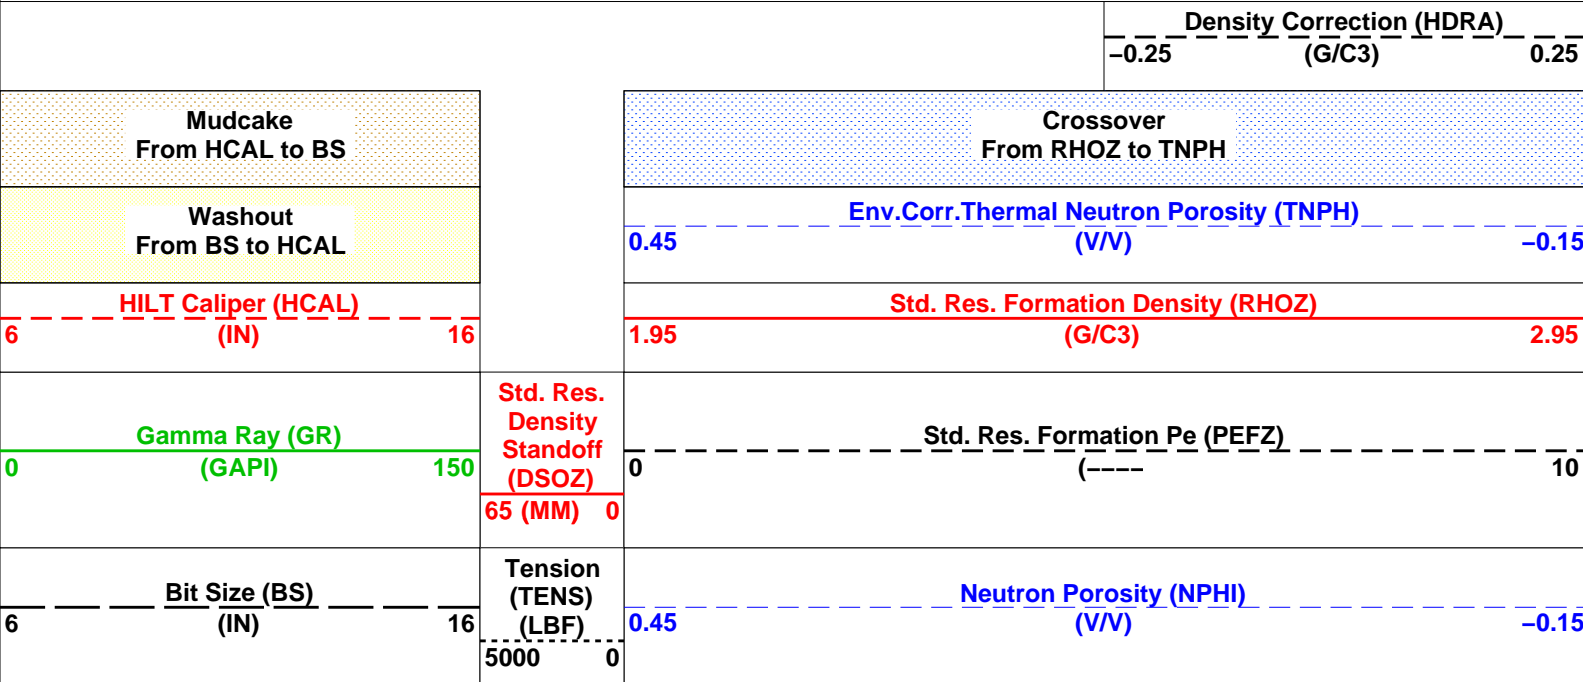 Density Correction (HDRA)
−0.25 (G/C3) 0.25
Mudcake
From HCAL to BS
Crossover
From RHOZ to TNPH
Washout
From BS to HCAL
Env.Corr.Thermal Neutron Porosity (TNPH)
0.45 (V/V) −0.15
HILT Caliper (HCAL)
6 (IN) 16
Std. Res. Formation Density (RHOZ)
1.95 (G/C3) 2.95
Gamma Ray (GR)
0 (GAPI) 150
Std. Res.
Density
Standoff
(DSOZ)
65 (MM) 0
Std. Res. Formation Pe (PEFZ)
0 (−−−− 10
Bit Size (BS)
6 (IN) 16
Tension
(TENS)
(LBF)
5000 0
Neutron Porosity (NPHI)
0.45 (V/V) −0.15